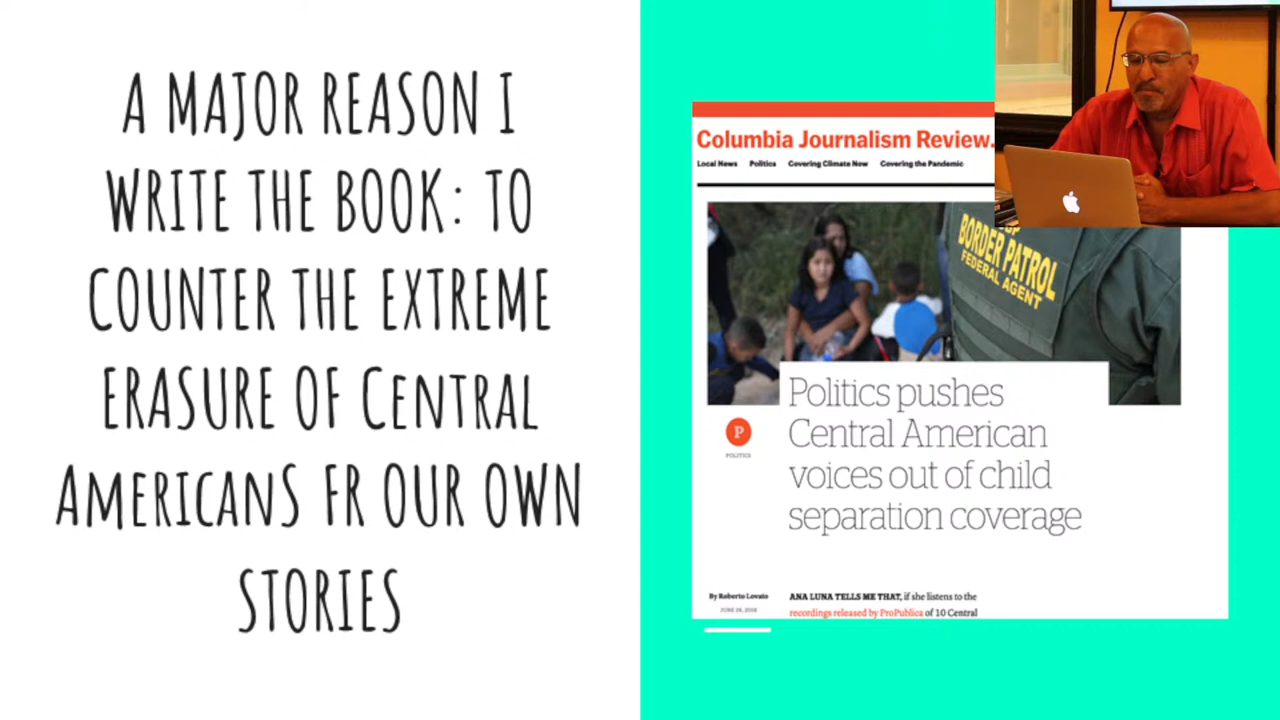 A MAJOR REASON I
WRITE THE BOOK: TO
COUNTER THE EXTREME
ERASURE OF CENTRAL
AMERICANS FR OUR OWN
STORIES
Columbia Journalism Review.
Local News Politics Covering Climate Now Covering the Pandemic
BORDER PATROL
FEDERAL AGENT
Politics pushes
Central American
voices out of child
separation coverage
P
POLITICS
By Roberto Lovato
ANA LUNA TELLS ME THAT, if she listens to the
recordings released by ProPublica of 10 Central